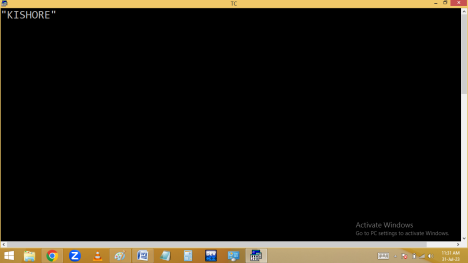 TC
"KISHORE"
Activate Windows
Go to PC settings to activate Windows.